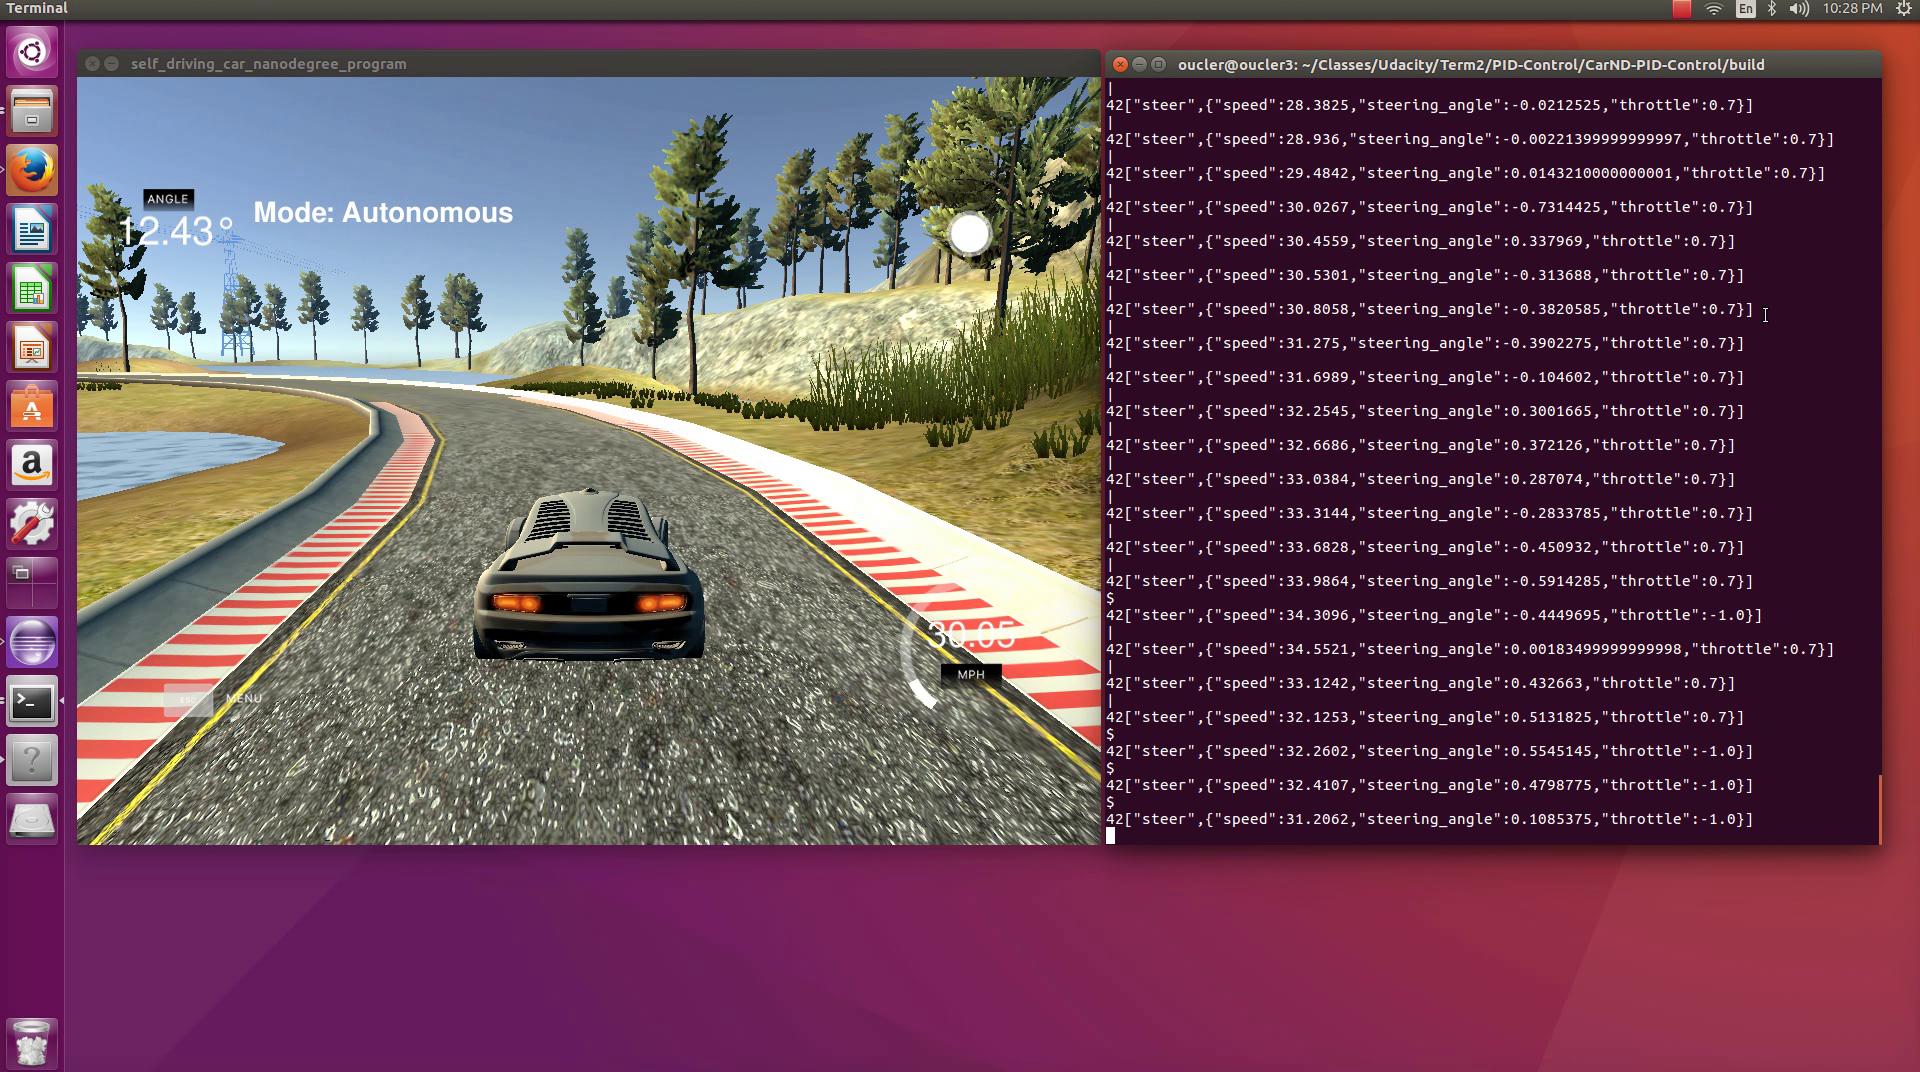 Terminal
En
10:28 PM
self_driving_car_nanodegree_program
ANGLE
12.43°
Mode: Autonomous
30.05
MPH
ESC
MENU
a
>_
?
oucler@oucler3: ~/Classes/Udacity/Term2/PID-Control/CarND-PID-Control/build
|
42["steer",{"speed":28.3825,"steering_angle":-0.0212525,"throttle":0.7}]
|
42["steer",{"speed":28.936,"steering_angle":-0.00221399999999997,"throttle":0.7}]
|
42["steer",{"speed":29.4842,"steering_angle":0.0143210000000001,"throttle":0.7}]
|
42["steer",{"speed":30.0267,"steering_angle":-0.7314425,"throttle":0.7}]
|
42["steer",{"speed":30.4559,"steering_angle":0.337969,"throttle":0.7}]
|
42["steer",{"speed":30.5301,"steering_angle":-0.313688,"throttle":0.7}]
|
42["steer",{"speed":30.8058,"steering_angle":-0.3820585,"throttle":0.7}]
|
42["steer",{"speed":31.275,"steering_angle":-0.3902275,"throttle":0.7}]
|
42["steer",{"speed":31.6989,"steering_angle":-0.104602,"throttle":0.7}]
|
42["steer",{"speed":32.2545,"steering_angle":0.3001665,"throttle":0.7}]
|
42["steer",{"speed":32.6686,"steering_angle":0.372126,"throttle":0.7}]
|
42["steer",{"speed":33.0384,"steering_angle":0.287074,"throttle":0.7}]
|
42["steer",{"speed":33.3144,"steering_angle":-0.2833785,"throttle":0.7}]
|
42["steer",{"speed":33.6828,"steering_angle":-0.450932,"throttle":0.7}]
|
42["steer",{"speed":33.9864,"steering_angle":-0.5914285,"throttle":0.7}]
$
42["steer",{"speed":34.3096,"steering_angle":-0.4449695,"throttle":-1.0}]
|
42["steer",{"speed":34.5521,"steering_angle":0.00183499999999998,"throttle":0.7}]
|
42["steer",{"speed":33.1242,"steering_angle":0.432663,"throttle":0.7}]
|
42["steer",{"speed":32.1253,"steering_angle":0.5131825,"throttle":0.7}]
$
42["steer",{"speed":32.2602,"steering_angle":0.5545145,"throttle":-1.0}]
$
42["steer",{"speed":32.4107,"steering_angle":0.4798775,"throttle":-1.0}]
$
42["steer",{"speed":31.2062,"steering_angle":0.1085375,"throttle":-1.0}]